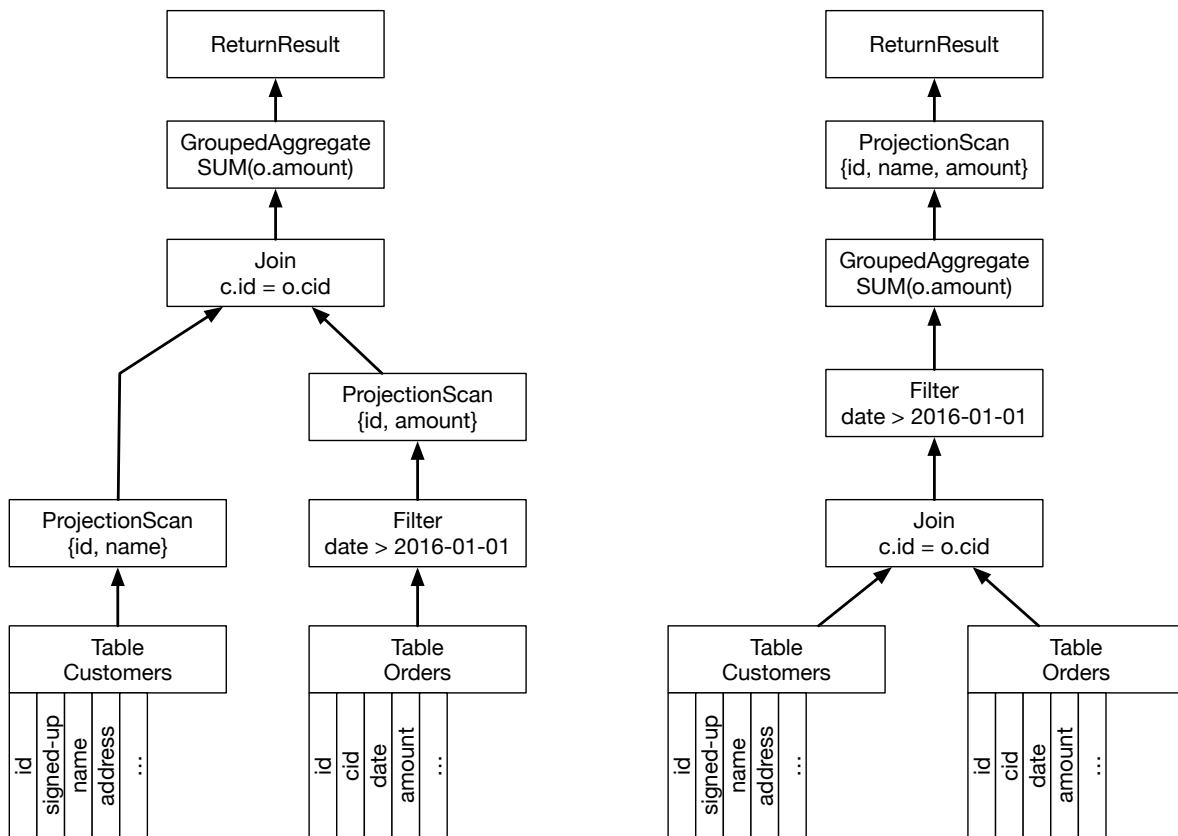 ReturnResult
GroupedAggregate
SUM(o.amount)
Join
c.id = o.cid
ProjectionScan
{id, amount}
ProjectionScan
{id, name}
Filter
date > 2016-01-01
Table
Customers
Table
Orders
id
signed-up
name
address
...
id
cid
date
amount
...
ReturnResult
ProjectionScan
{id, name, amount}
GroupedAggregate
SUM(o.amount)
Filter
date > 2016-01-01
Join
c.id = o.cid
Table
Customers
Table
Orders
id
signed-up
name
address
...
id
cid
date
amount
...